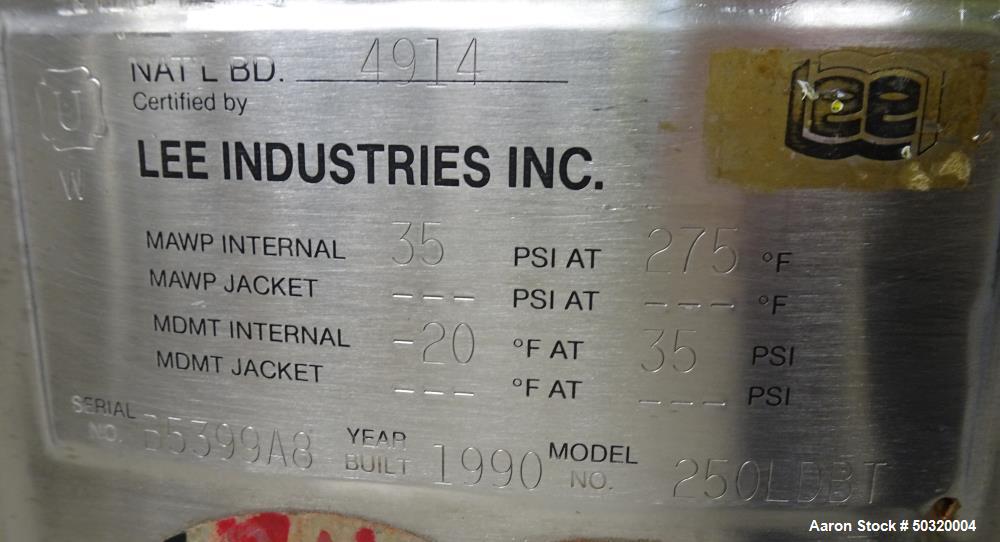 NAT'L BD. 4914
Certified by
LEE INDUSTRIES INC.
lee
U
W
MAWP INTERNAL 35 PSI AT 275 °F
MAWP JACKET --- PSI AT --- °F
MDMT INTERNAL -20 °F AT 35 PSI
MDMT JACKET --- °F AT --- PSI
SERIAL NO. B5399A8 YEAR BUILT 1990 MODEL NO. 250LDBT
Aaron Stock # 50320004